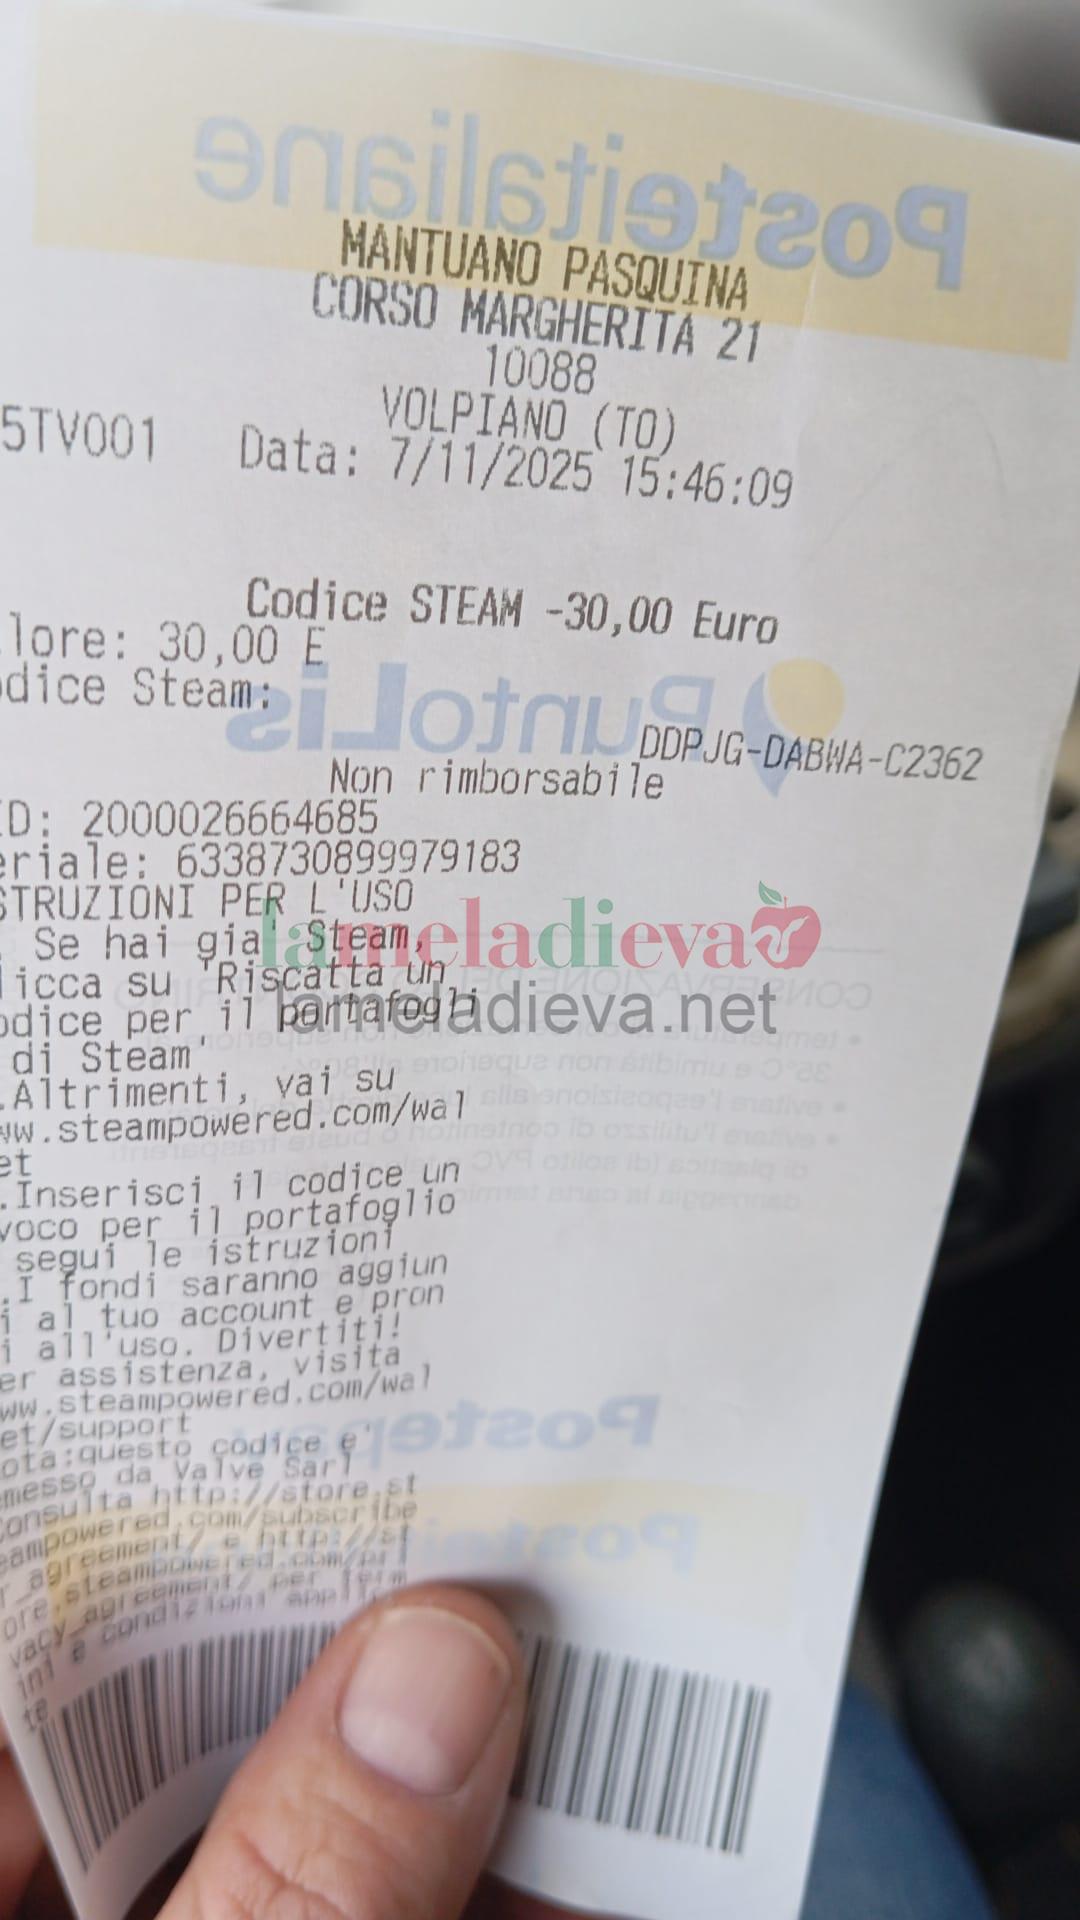 Posteitaliane
MANTUANO PASQUINA
CORSO MARGHERITA 21
10088
VOLPIANO (TO)
5TV001 Data: 7/11/2025 15:46:09
Codice STEAM -30,00 Euro
lore: 30,00 E
dice Steam:
PuntoLis
DDPJG-DABWA-C2362
Non rimborsabile
ID: 2000026664685
eriale: 6338730899979183
STRUZIONI PER L'USO
lameladieva
. Se hai gia' Steam,
licca su 'Riscatta un
lameladieva.net
odice per il portafogli
di Steam'
.Altrimenti, vai su
ww.steampowered.com/wal
et
.Inserisci il codice un
voco per il portafoglio
segui le istruzioni
.I fondi saranno aggiun
i al tuo account e pron
i all'uso. Divertiti!
er assistenza, visita
ww.steampowered.com/wal
et/support
Postepay
ota:questo codice e'
messo da Valve Sarl
onsulta http://store.st
eampowered.com/subscribe
r_agreement/ e http://st
ore.steampowered.com/pri
vacy_agreement/ per term
ini e condizioni
te